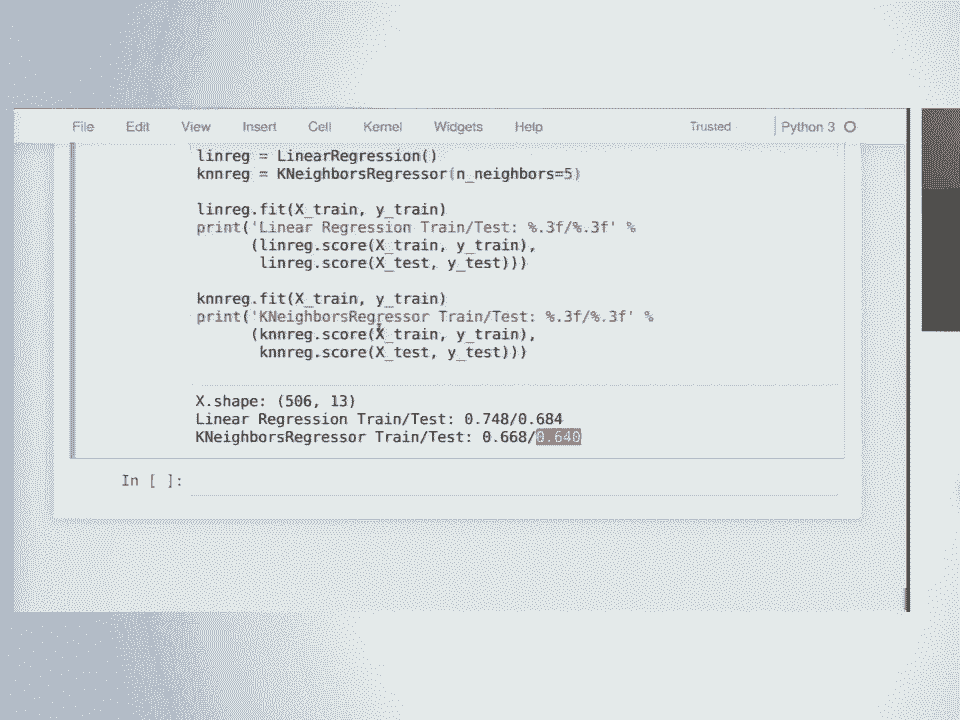 File Edit View Insert Cell Kernel Widgets Help Trusted Python 3
linreg = LinearRegression()
knnreg = KNeighborsRegressor(n_neighbors=5)
linreg.fit(X_train, y_train)
print('Linear Regression Train/Test: %.3f/%.3f' %
(linreg.score(X_train, y_train),
linreg.score(X_test, y_test)))
knnreg.fit(X_train, y_train)
print('KNeighborsRegressor Train/Test: %.3f/%.3f' %
(knnreg.score(X_train, y_train),
knnreg.score(X_test, y_test)))
X.shape: (506, 13)
Linear Regression Train/Test: 0.748/0.684
KNeighborsRegressor Train/Test: 0.668/0.640
In [ ]: